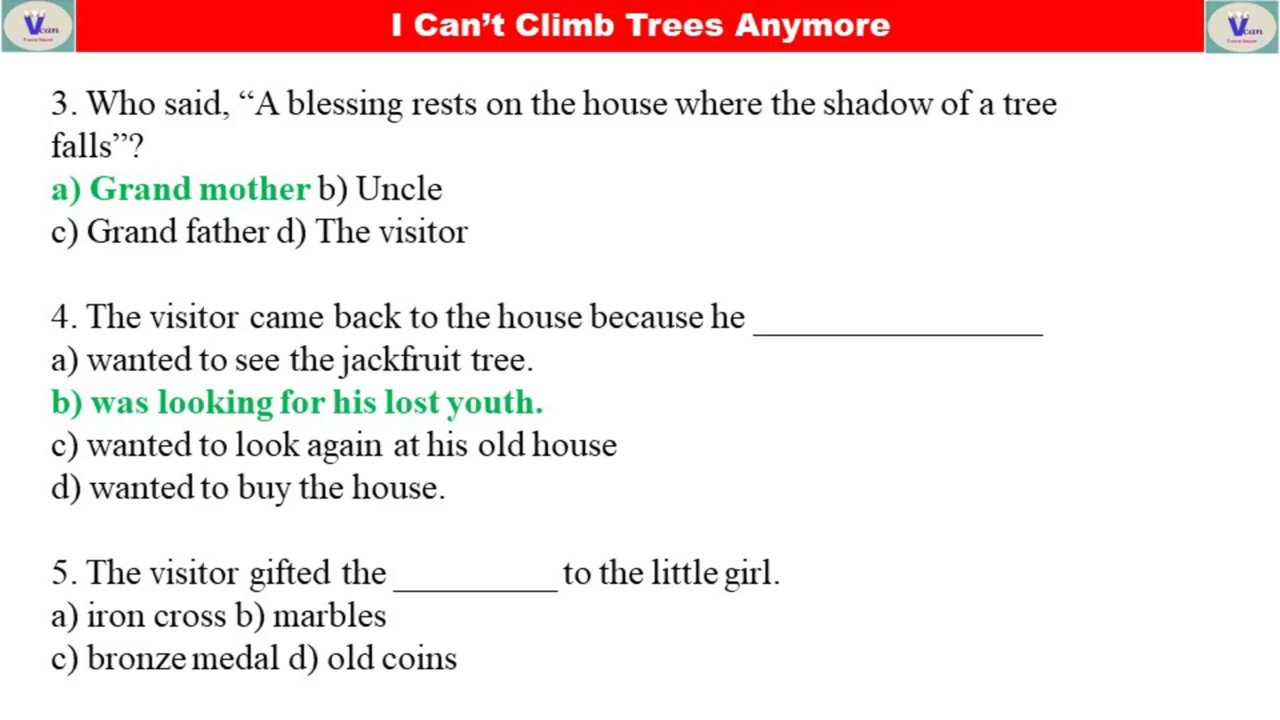 Vcan
I Can’t Climb Trees Anymore
Vcan
3. Who said, “A blessing rests on the house where the shadow of a tree
falls”?
a) Grand mother b) Uncle
c) Grand father d) The visitor
4. The visitor came back to the house because he _________________
a) wanted to see the jackfruit tree.
b) was looking for his lost youth.
c) wanted to look again at his old house
d) wanted to buy the house.
5. The visitor gifted the __________ to the little girl.
a) iron cross b) marbles
c) bronze medal d) old coins